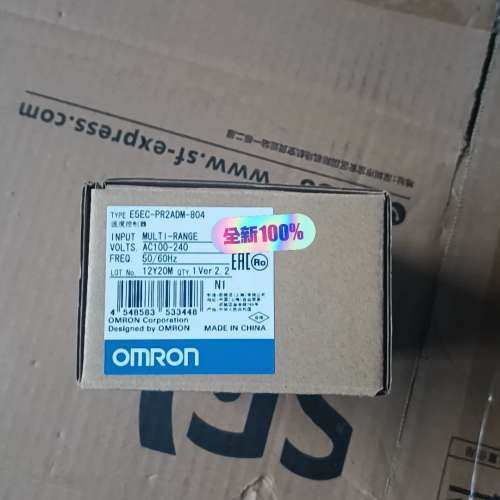 www.sf-express.com
TYPE E5EC-PR2ADM-804
温度控制器
INPUT MULTI-RANGE
VOLTS. AC100-240
FREQ. 50/60Hz
LOT No. 12Y20M QTY.1 Ver 2.2
全新100%
EAC Ro
N1
4 548583 533448
OMRON Corporation
Designed by OMRON
MADE IN CHINA
OMRON